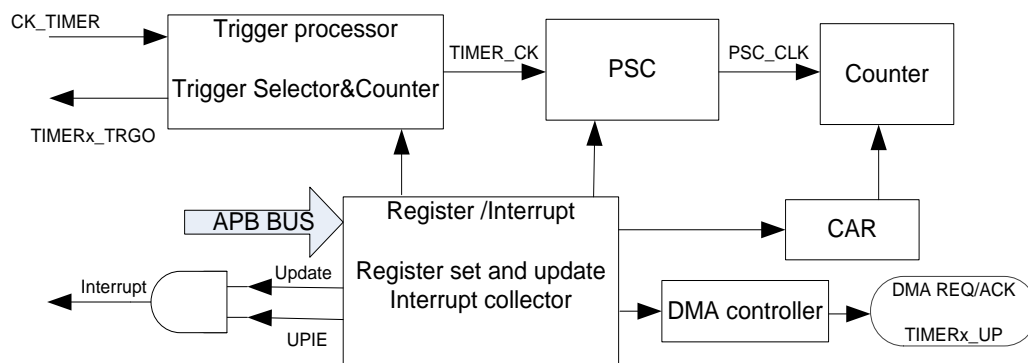 CK_TIMER
Trigger processor
Trigger Selector&Counter
TIMERx_TRGO
TIMER_CK
PSC
PSC_CLK
Counter
APB BUS
Register /Interrupt
Register set and update
Interrupt collector
CAR
Interrupt
Update
UPIE
DMA controller
DMA REQ/ACK
TIMERx_UP